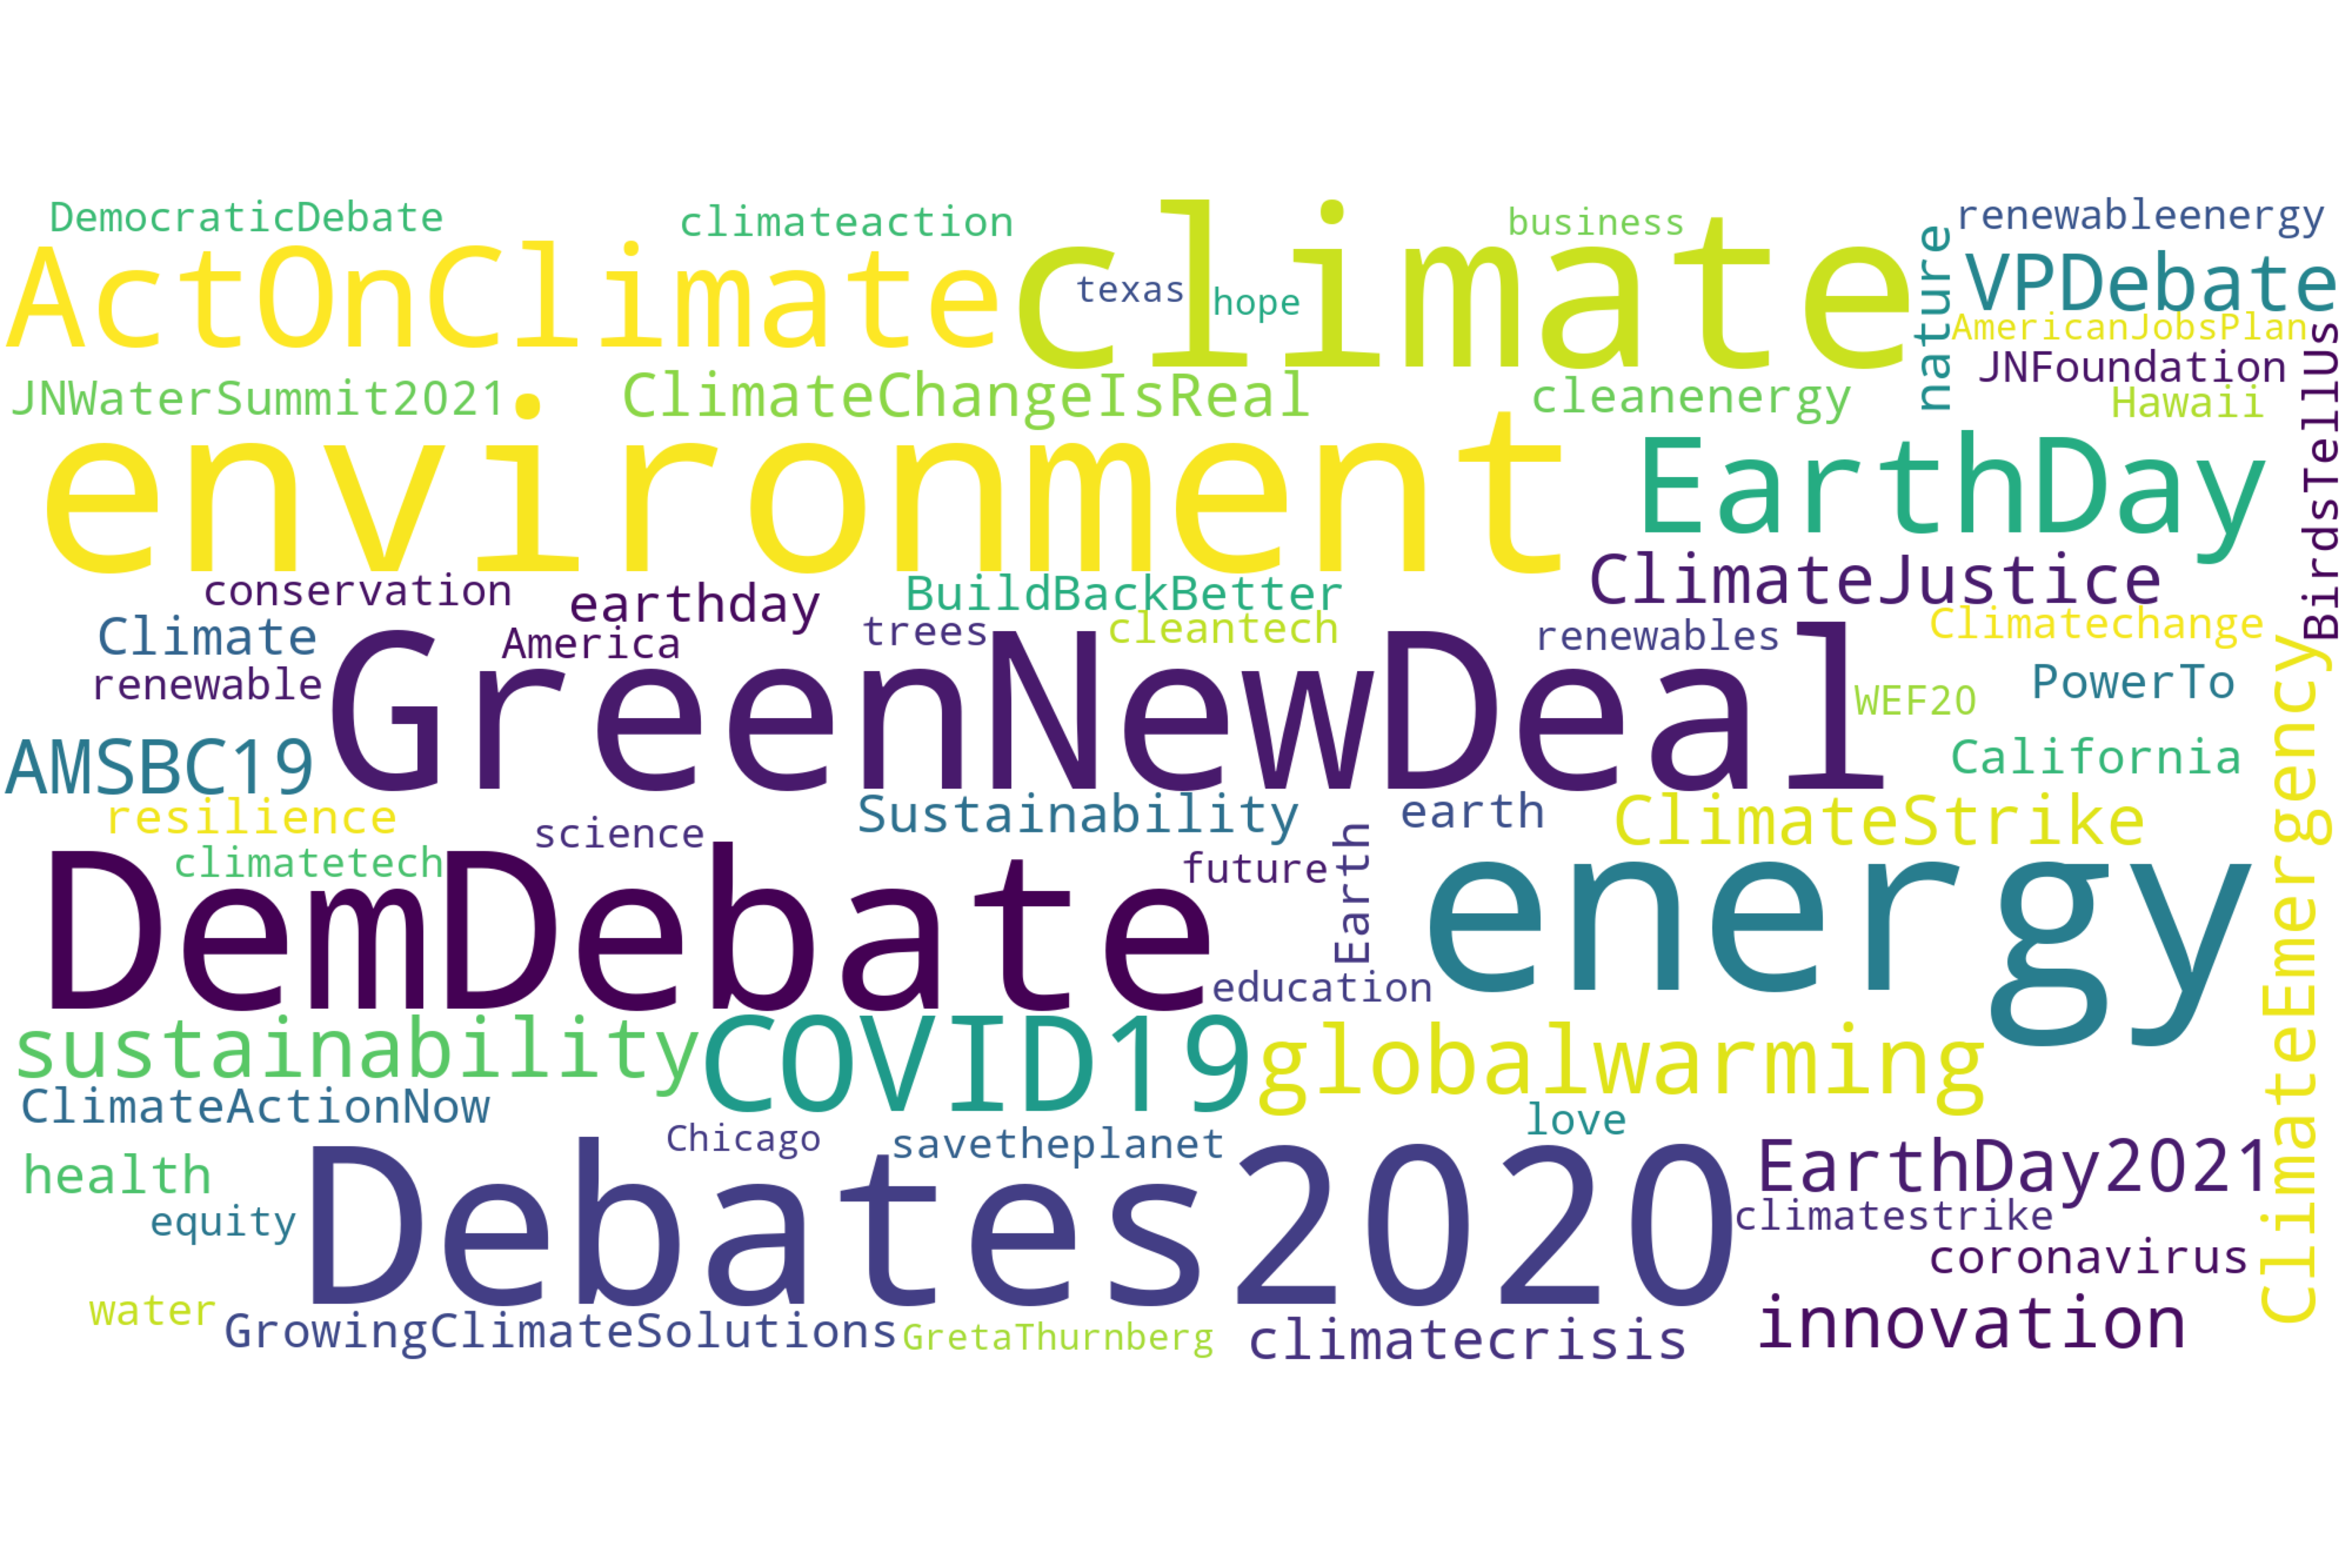 DemocraticDebate
climateaction
business
renewableenergy
ActOnClimate
climate
texas
hope
nature
VPDebate
AmericanJobsPlan
JNFoundation
Hawaii
BirdsTellUs
JNWaterSummit2021
ClimateChangeIsReal
cleanenergy
environment
EarthDay
conservation
earthday
BuildBackBetter
ClimateJustice
Climate
America
trees
cleantech
renewables
Climatechange
renewable
GreenNewDeal
WEF20
PowerTo
AMSBC19
California
ClimateEmergency
resilience
science
Sustainability
earth
ClimateStrike
climatetech
DemDebate
future
Earth
energy
education
sustainability
COVID19
globalwarming
ClimateActionNow
Chicago
savetheplanet
love
health
equity
Debates2020
EarthDay2021
climatestrike
coronavirus
water
GrowingClimateSolutions
GretaThurnberg
climatecrisis
innovation